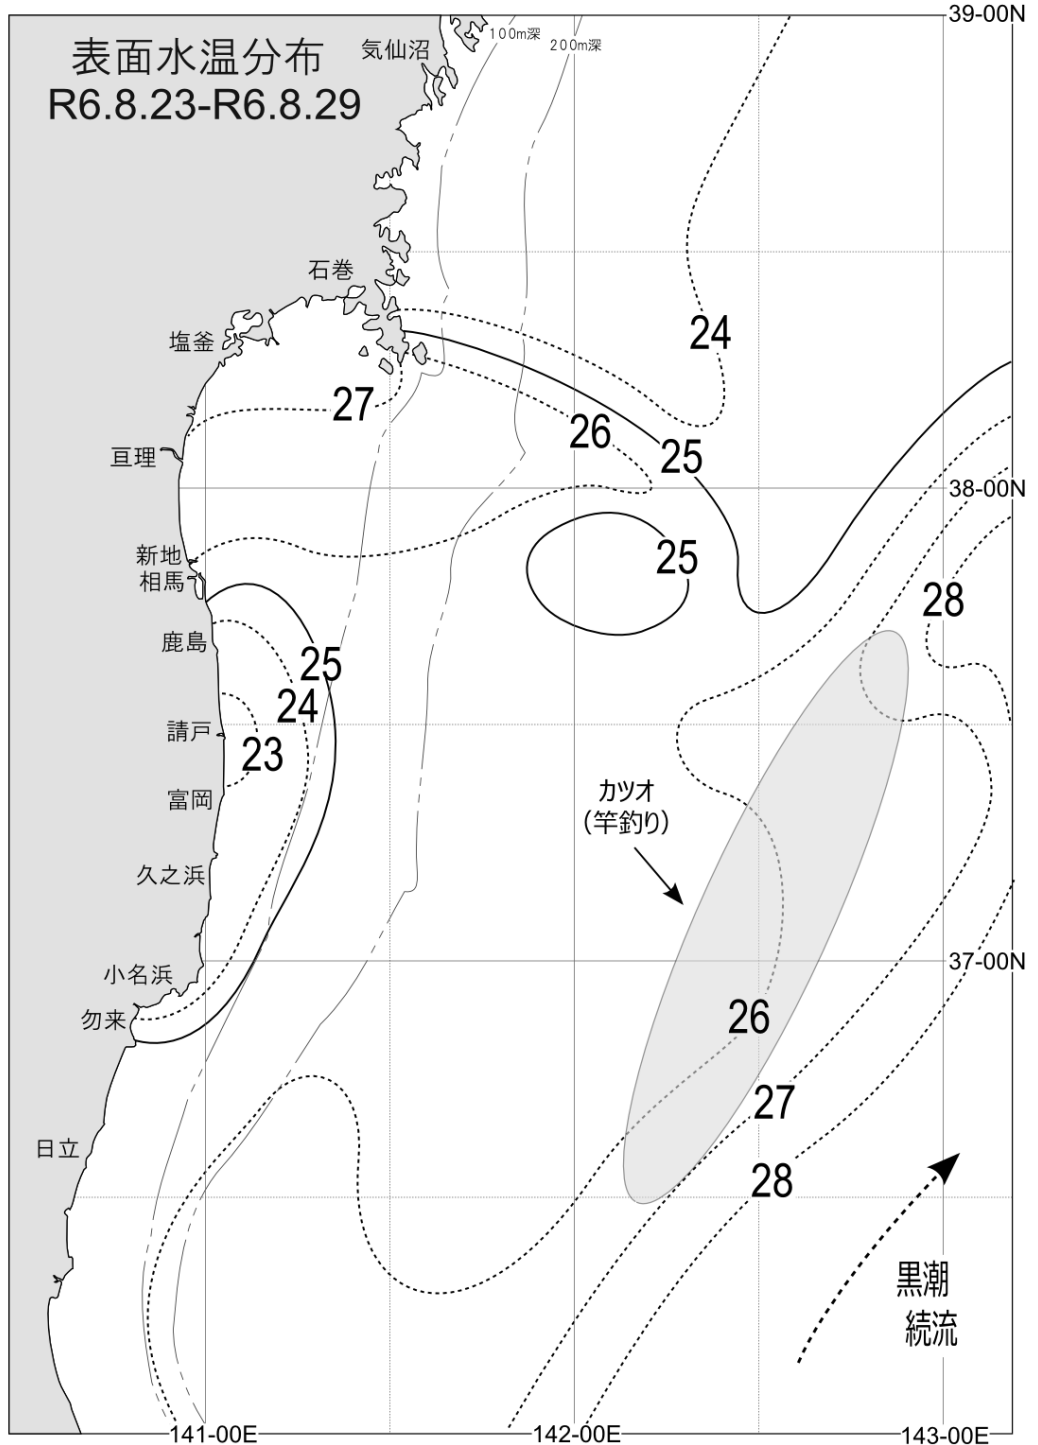 39-00N
表面水温分布
R6.8.23-R6.8.29
気仙沼
100m深
200m深
石巻
塩釜
24
27
26
25
亘理
38-00N
新地
相馬
25
28
鹿島
25
24
請戸
23
富岡
カツオ
(竿釣り)
久之浜
小名浜
37-00N
勿来
26
27
日立
28
黒潮
続流
141-00E
142-00E
143-00E